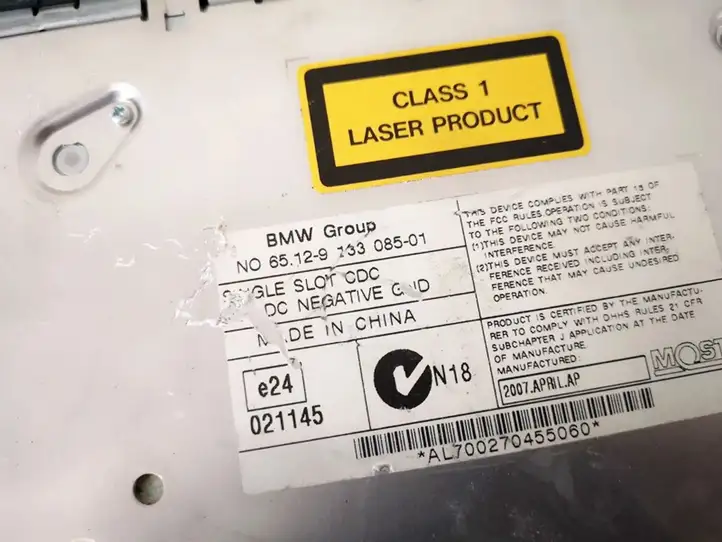 CLASS 1
LASER PRODUCT
BMW Group
NO 65.12-9 133 085-01
SINGLE SLOT CDC
DC NEGATIVE GND
MADE IN CHINA
e24
021145
N18
THIS DEVICE COMPLIES WITH PART 15 OF
THE FCC RULES.OPERATION IS SUBJECT
TO THE FOLLOWING TWO CONDITIONS:
(1)THIS DEVICE MAY NOT CAUSE HARMFUL
INTERFERENCE.
(2)THIS DEVICE MUST ACCEPT ANY INTER-
FERENCE RECEIVED INCLUDING INTER-
FERENCE THAT MAY CAUSE UNDESIRED
OPERATION.
PRODUCT IS CERTIFIED BY THE MANUFACTU-
RER TO COMPLY WITH DHHS RULES 21 CFR
SUBCHAPTER J APPLICATION AT THE DATE
OF MANUFACTURE.
MANUFACTURED:
2007.APRIL.AP
MOST
*AL700270455060*